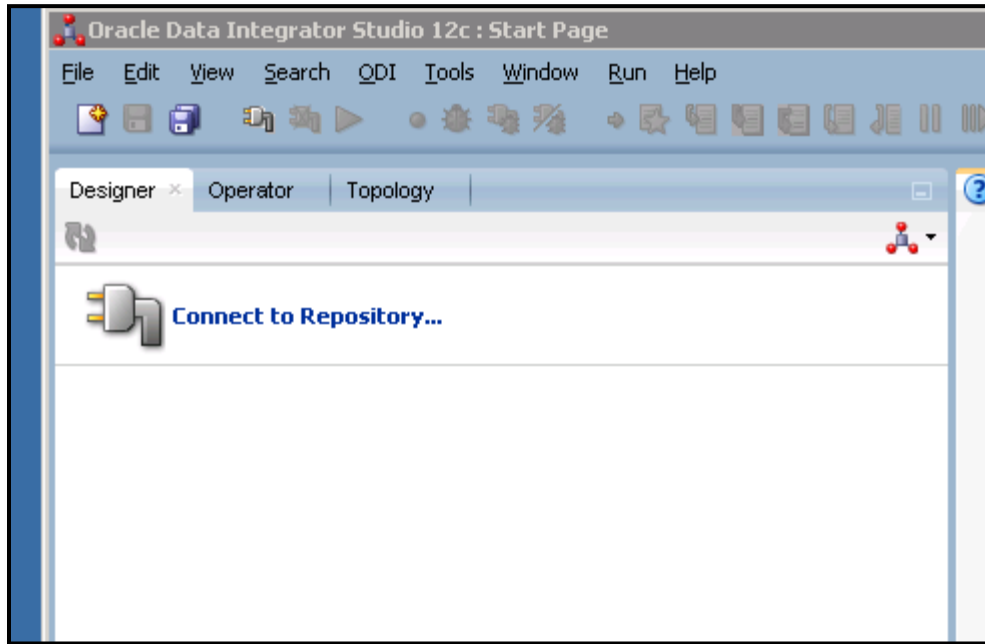 Oracle Data Integrator Studio 12c : Start Page
File Edit View Search ODI Tools Window Run Help
Designer Operator Topology
Connect to Repository...